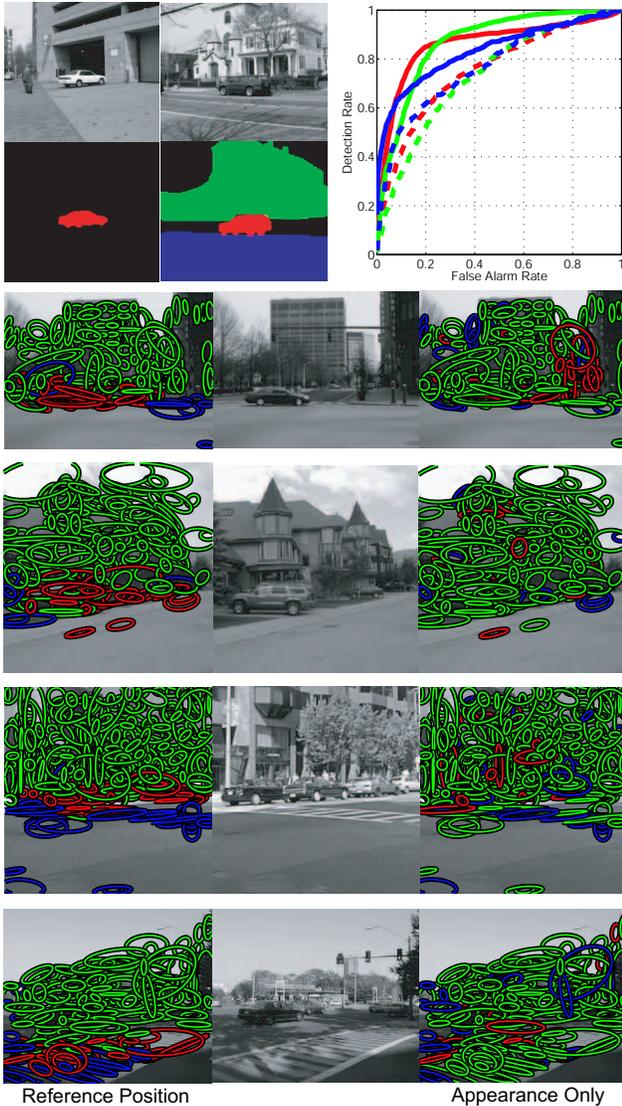 1
0.8
0.6
0.4
0.2
0
Detection Rate
0 0.2 0.4 0.6 0.8 1
False Alarm Rate
Reference Position
Appearance Only